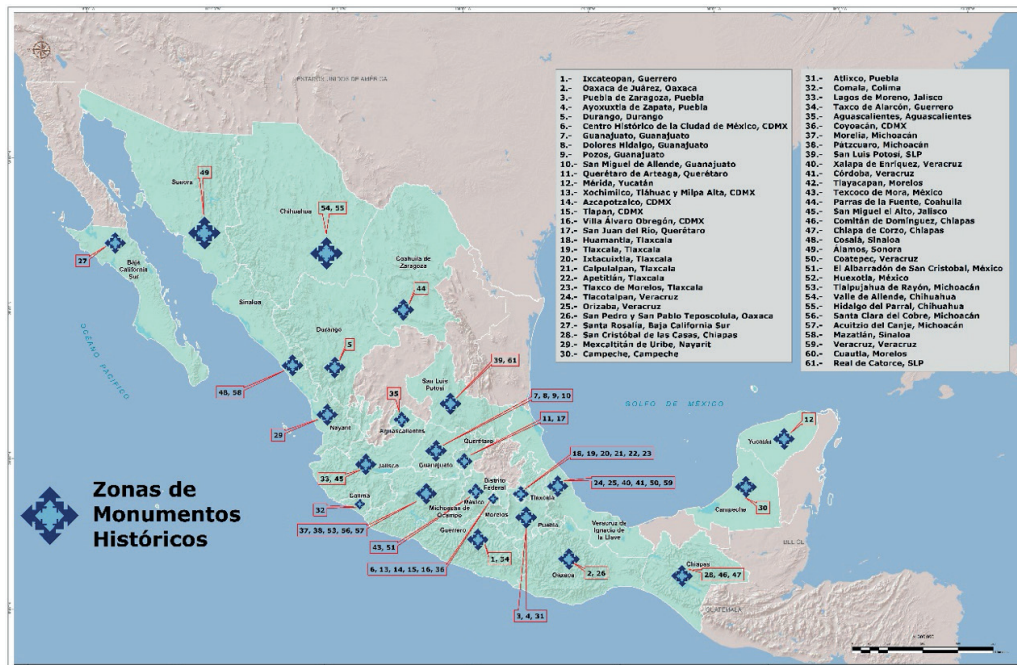 ESTADOS UNIDOS DE AMÉRICA
Sonora
Chihuahua
Baja
California
Sur
Coahuila de
Zaragoza
Sinaloa
Durango
San Luis
Potosí
Nayarit
Aguascalientes
Jalisco
Guanajuato
Querétaro
Colima
Michoacán de
Ocampo
México
Distrito
Federal
Morelos
Tlaxcala
Guerrero
Puebla
Veracruz de
Ignacia de
la Llave
Oaxaca
Chiapas
Campeche
Yucatán
BELICE
GUATEMALA
OCÉANO PACÍFICO
GOLFO DE MÉXICO
49
54, 55
27
44
5
48, 58
29
35
39, 61
7, 8, 9, 10
11, 17
18, 19, 20, 21, 22, 23
24, 25, 40, 41, 50, 59
33, 45
32
37, 38, 53, 56, 57
43, 51
6, 13, 14, 15, 16, 36
1, 34
2, 26
3, 4, 31
28, 46, 47
30
12
Zonas de
Monumentos
Históricos
1.- Ixcateopan, Guerrero
2.- Oaxaca de Juárez, Oaxaca
3.- Puebla de Zaragoza, Puebla
4.- Ayoxuxtla de Zapata, Puebla
5.- Durango, Durango
6.- Centro Histórico de la Ciudad de México, CDMX
7.- Guanajuato, Guanajuato
8.- Dolores Hidalgo, Guanajuato
9.- Pozos, Guanajuato
10.- San Miguel de Allende, Guanajuato
11.- Querétaro de Arteaga, Querétaro
12.- Mérida, Yucatán
13.- Xochimilco, Tláhuac y Milpa Alta, CDMX
14.- Azcapotzalco, CDMX
15.- Tlapan, CDMX
16.- Villa Álvaro Obregón, CDMX
17.- San Juan del Río, Querétaro
18.- Huamantla, Tlaxcala
19.- Tlaxcala, Tlaxcala
20.- Ixtacuixtla, Tlaxcala
21.- Calpulalpan, Tlaxcala
22.- Apetitlán, Tlaxcala
23.- Tlaxco de Morelos, Tlaxcala
24.- Tlacotalpan, Veracruz
25.- Orizaba, Veracruz
26.- San Pedro y San Pablo Teposcolula, Oaxaca
27.- Santa Rosalía, Baja California Sur
28.- San Cristóbal de las Casas, Chiapas
29.- Mexcaltitán de Uribe, Nayarit
30.- Campeche, Campeche
31.- Atlixco, Puebla
32.- Comala, Colima
33.- Lagos de Moreno, Jalisco
34.- Taxco de Alarcón, Guerrero
35.- Aguascalientes, Aguascalientes
36.- Coyoacán, CDMX
37.- Morelia, Michoacán
38.- Pátzcuaro, Michoacán
39.- San Luis Potosí, SLP
40.- Xalapa de Enríquez, Veracruz
41.- Córdoba, Veracruz
42.- Tlayacapan, Morelos
43.- Texcoco de Mora, México
44.- Parras de la Fuente, Coahuila
45.- San Miguel el Alto, Jalisco
46.- Comitán de Domínguez, Chiapas
47.- Chiapa de Corzo, Chiapas
48.- Cosalá, Sinaloa
49.- Álamos, Sonora
50.- Coatepec, Veracruz
51.- El Albarradón de San Cristobal, México
52.- Huexotla, México
53.- Tlalpujahua de Rayón, Michoacán
54.- Valle de Allende, Chihuahua
55.- Hidalgo del Parral, Chihuahua
56.- Santa Clara del Cobre, Michoacán
57.- Acuitzio del Canje, Michoacán
58.- Mazatlán, Sinaloa
59.- Veracruz, Veracruz
60.- Cuautla, Morelos
61.- Real de Catorce, SLP